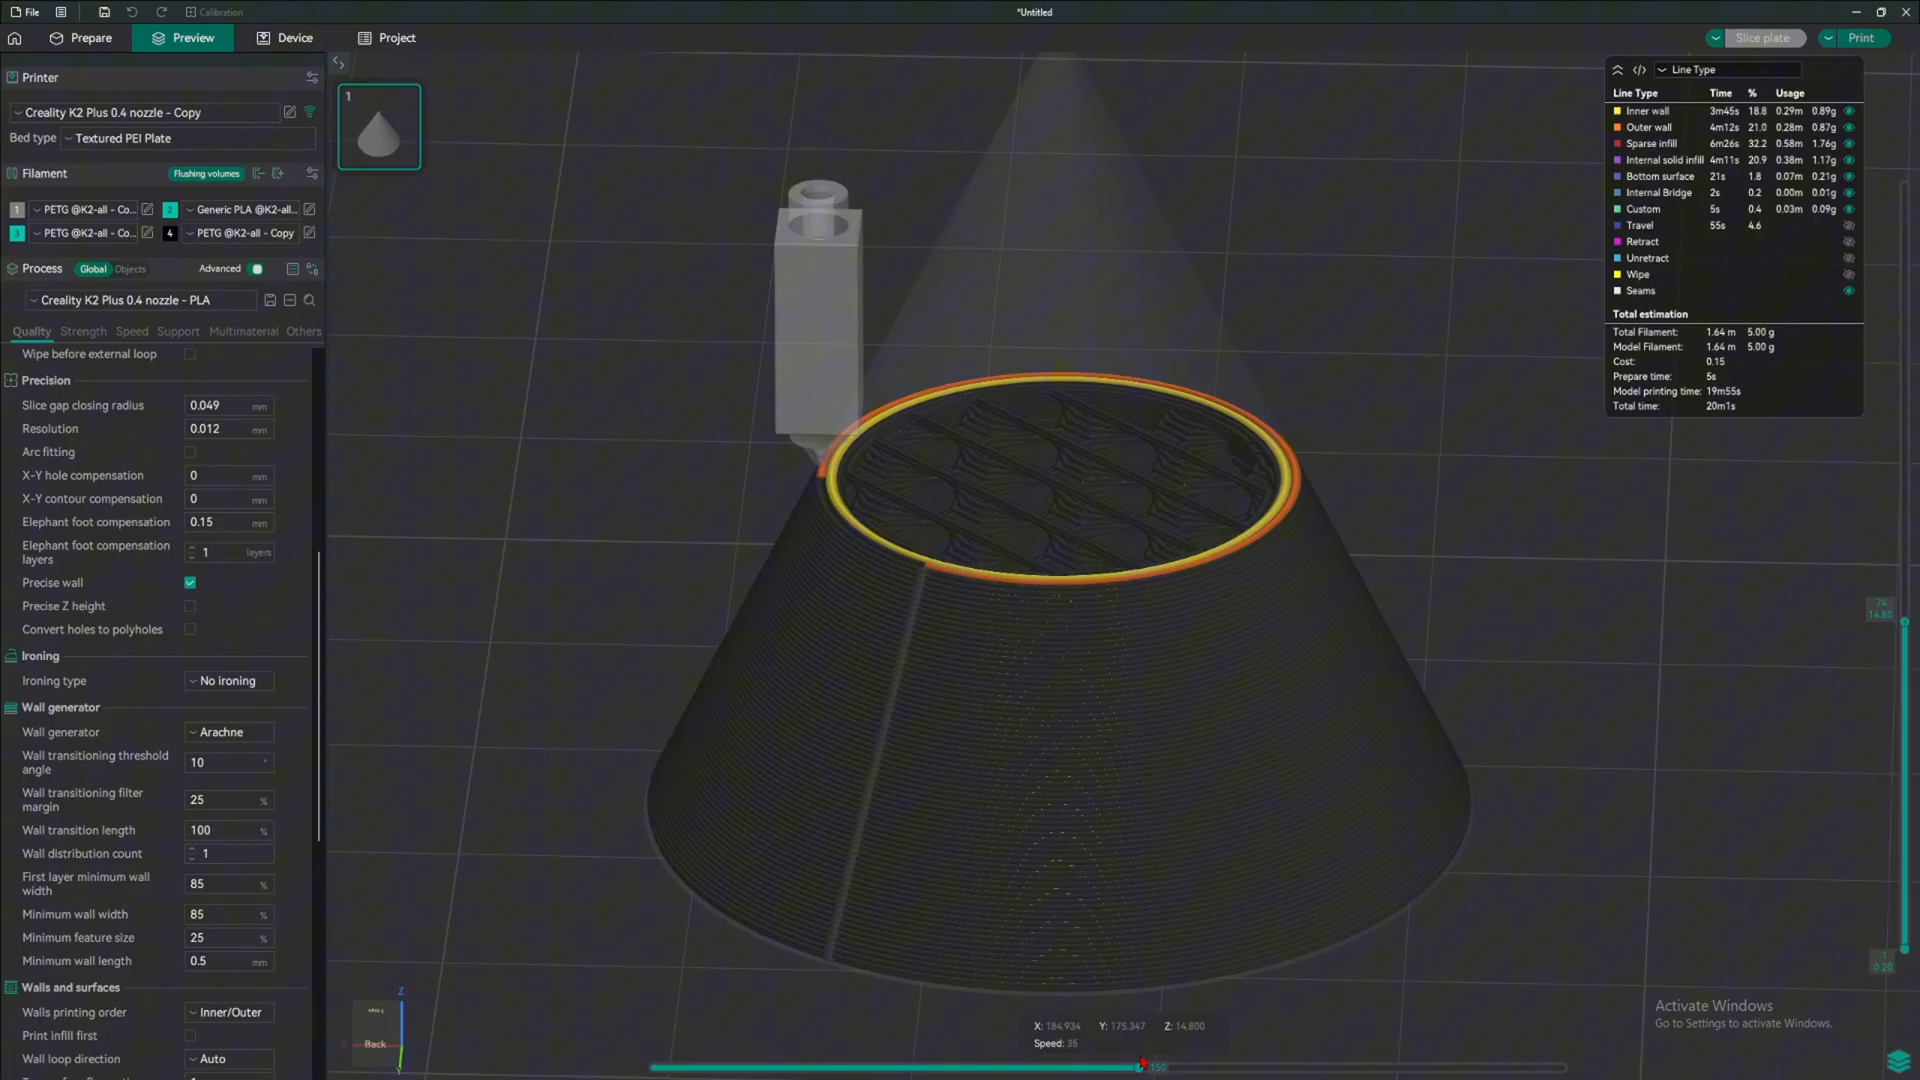 File
Calibration
*Untitled
Prepare
Preview
Device
Project
Slice plate
Print
Printer
Creality K2 Plus 0.4 nozzle - Copy
Bed type
Textured PEI Plate
Filament
Flushing volumes
1 PETG @K2-all - Co...
2 Generic PLA @K2-all...
3 PETG @K2-all - Co...
4 PETG @K2-all - Copy
Process
Global
Objects
Advanced
Creality K2 Plus 0.4 nozzle - PLA
Quality
Strength
Speed
Support
Multimaterial
Others
Wipe before external loop
Precision
Slice gap closing radius 0.049 mm
Resolution 0.012 mm
Arc fitting
X-Y hole compensation 0 mm
X-Y contour compensation 0 mm
Elephant foot compensation 0.15 mm
Elephant foot compensation
layers 1 layers
Precise wall
Precise Z height
Convert holes to polyholes
Ironing
Ironing type No ironing
Wall generator
Wall generator Arachne
Wall transitioning threshold
angle 10 °
Wall transitioning filter
margin 25 %
Wall transition length 100 %
Wall distribution count 1
First layer minimum wall
width 85 %
Minimum wall width 85 %
Minimum feature size 25 %
Minimum wall length 0.5 mm
Walls and surfaces
Walls printing order Inner/Outer
Print infill first
Wall loop direction Auto
1
Line Type
Line Type Time % Usage
Inner wall 3m45s 18.8 0.29m 0.89g
Outer wall 4m12s 21.0 0.28m 0.87g
Sparse infill 6m26s 32.2 0.58m 1.76g
Internal solid infill 4m11s 20.9 0.38m 1.17g
Bottom surface 21s 1.8 0.07m 0.21g
Internal Bridge 2s 0.2 0.00m 0.01g
Custom 5s 0.4 0.03m 0.09g
Travel 55s 4.6
Retract
Unretract
Wipe
Seams
Total estimation
Total Filament: 1.64 m 5.00 g
Model Filament: 1.64 m 5.00 g
Cost: 0.15
Prepare time: 5s
Model printing time: 19m55s
Total time: 20m1s
74
14.80
1
0.20
Z
Back
X: 184.934 Y: 175.347 Z: 14.800
Speed: 35
150
Activate Windows
Go to Settings to activate Windows.